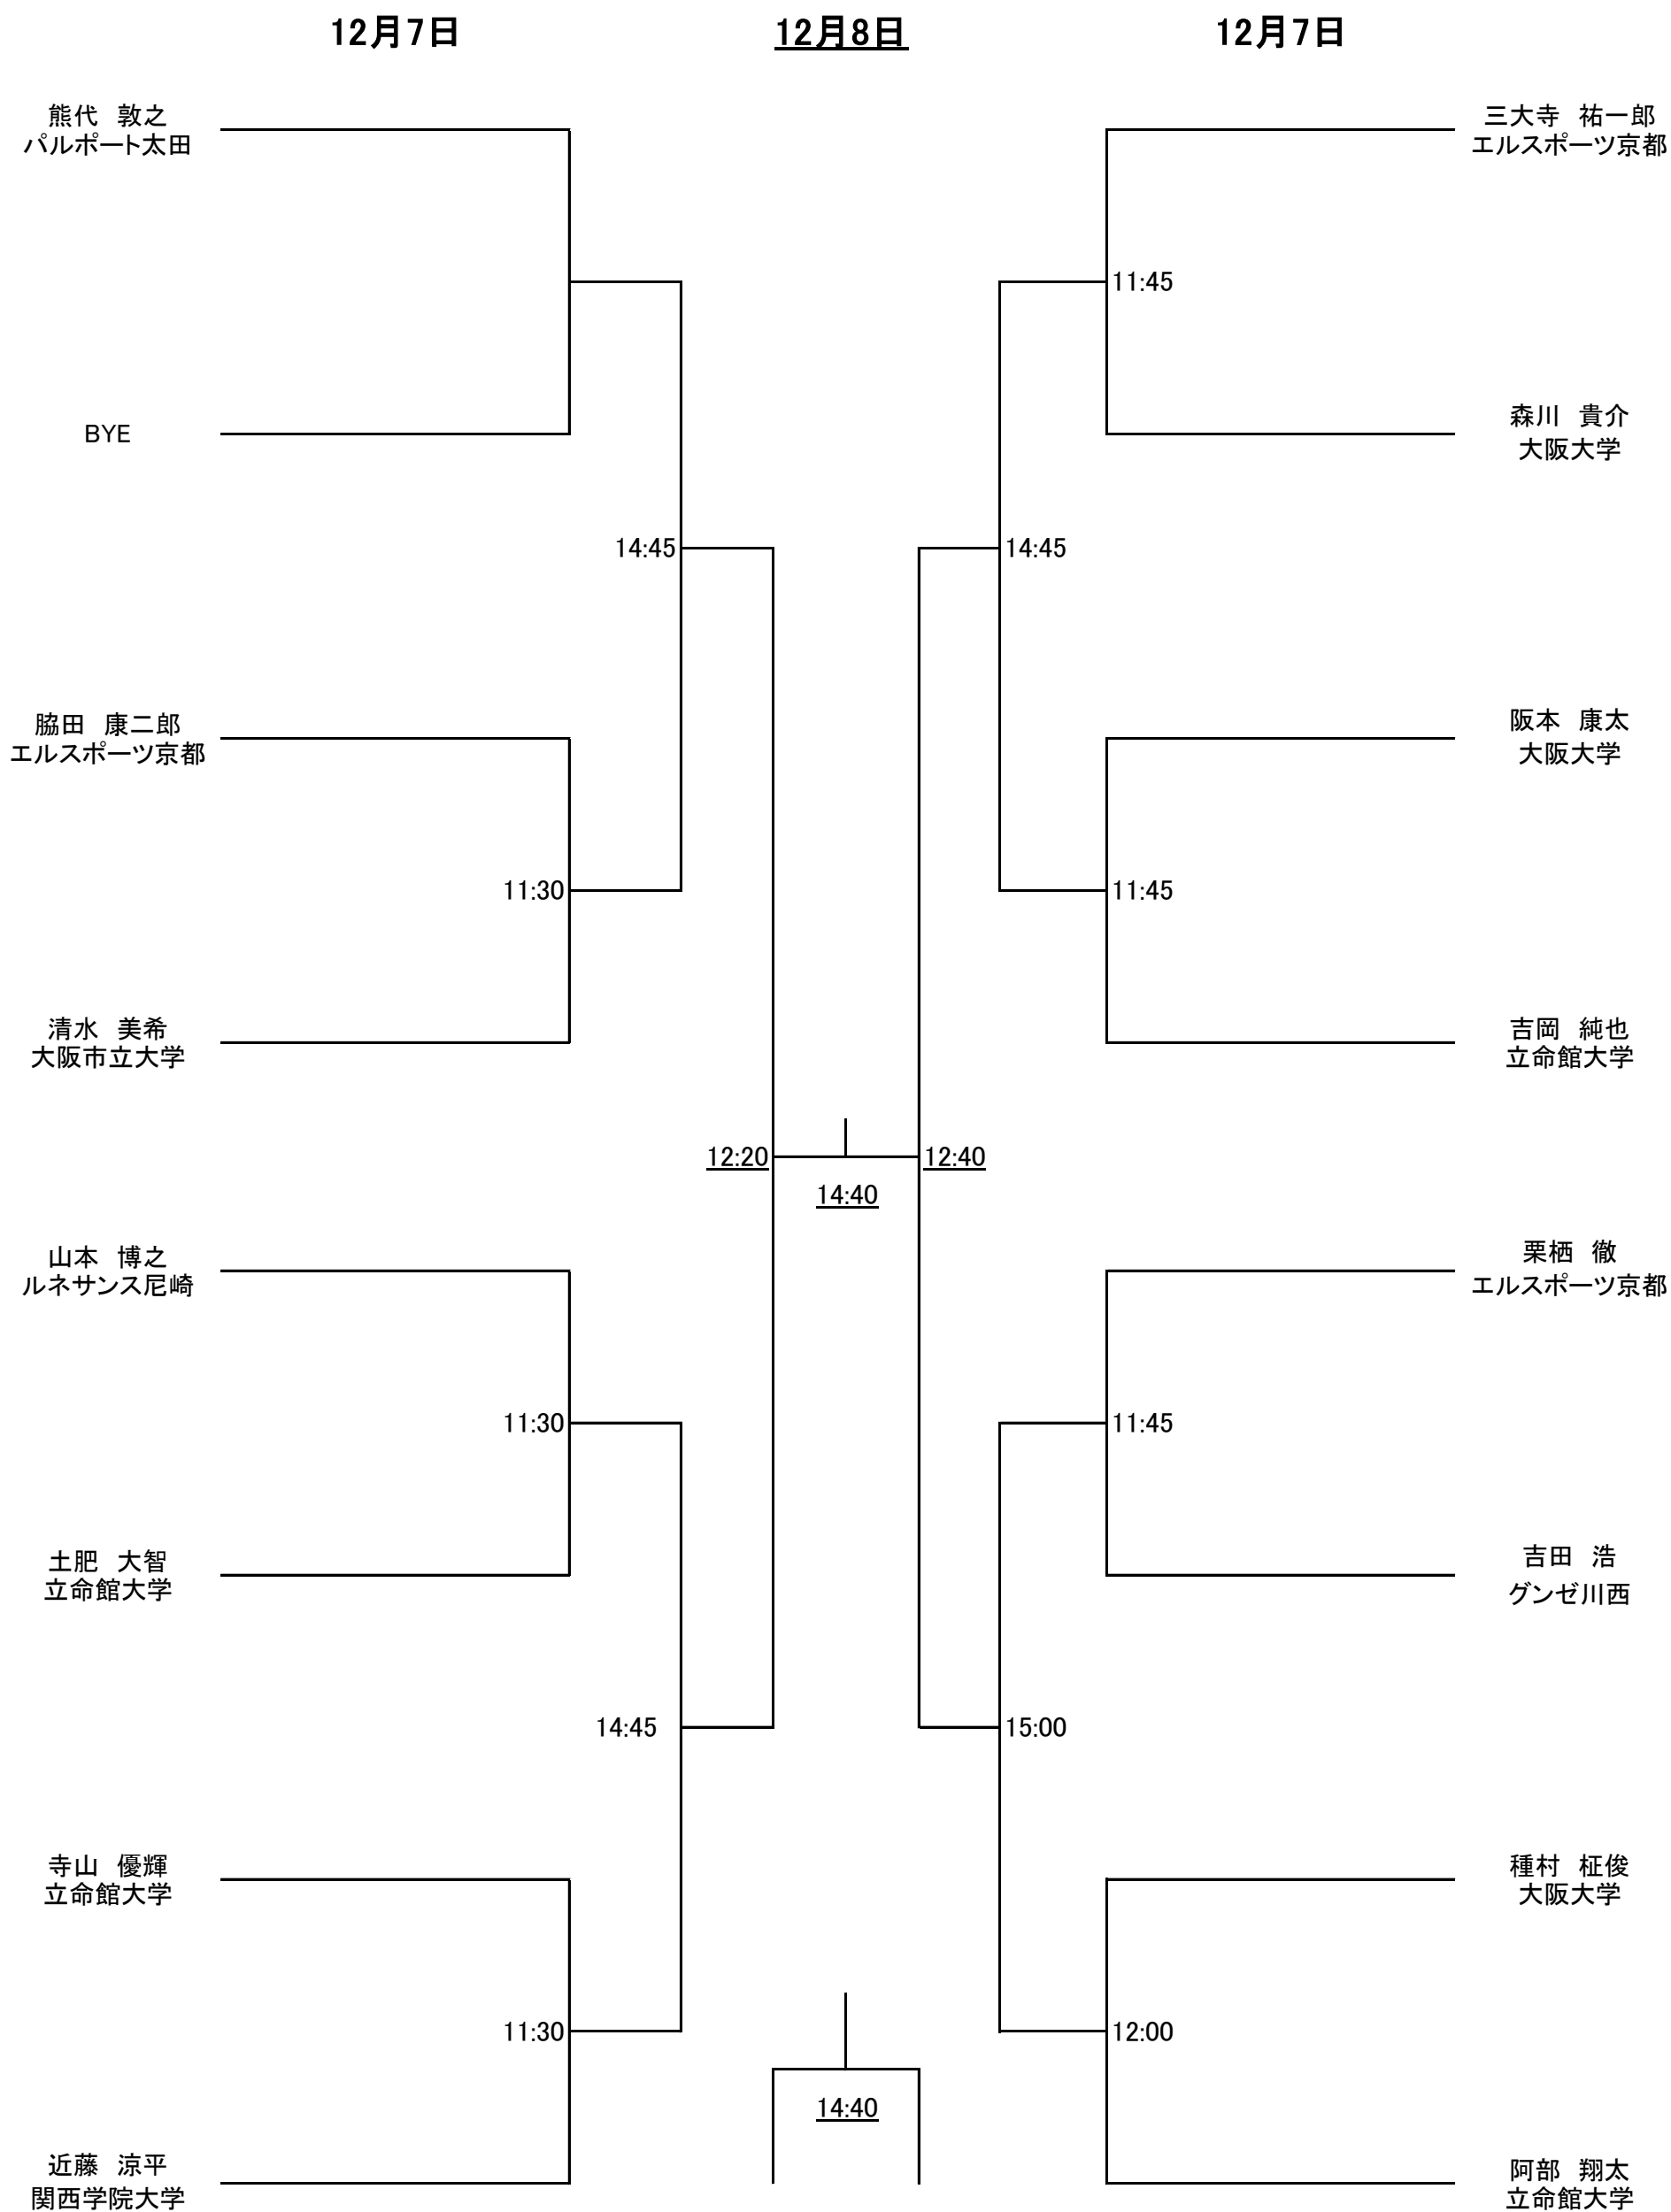 12月7日
12月8日
12月7日
熊代　敦之
パルポート太田
BYE
14:45
脇田　康二郎
エルスポーツ京都
11:30
清水　美希
大阪市立大学
12:20
14:40
12:40
山本　博之
ルネサンス尼崎
11:30
土肥　大智
立命館大学
14:45
寺山　優輝
立命館大学
11:30
近藤　涼平
関西学院大学
14:40
三大寺　祐一郎
エルスポーツ京都
11:45
森川　貴介
大阪大学
14:45
阪本　康太
大阪大学
11:45
吉岡　純也
立命館大学
栗栖　徹
エルスポーツ京都
11:45
吉田　浩
グンゼ川西
15:00
種村　柾俊
大阪大学
12:00
阿部　翔太
立命館大学